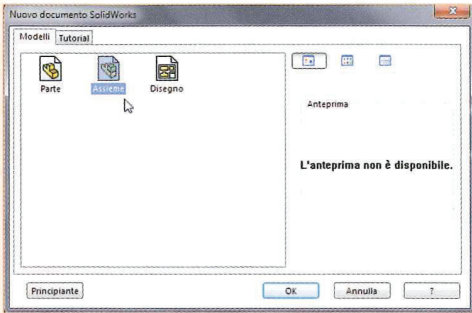 Nuovo documento SolidWorks
Modelli Tutorial
Parte Assieme Disegno
Anteprima
L'anteprima non è disponibile.
Principiante OK Annulla ?